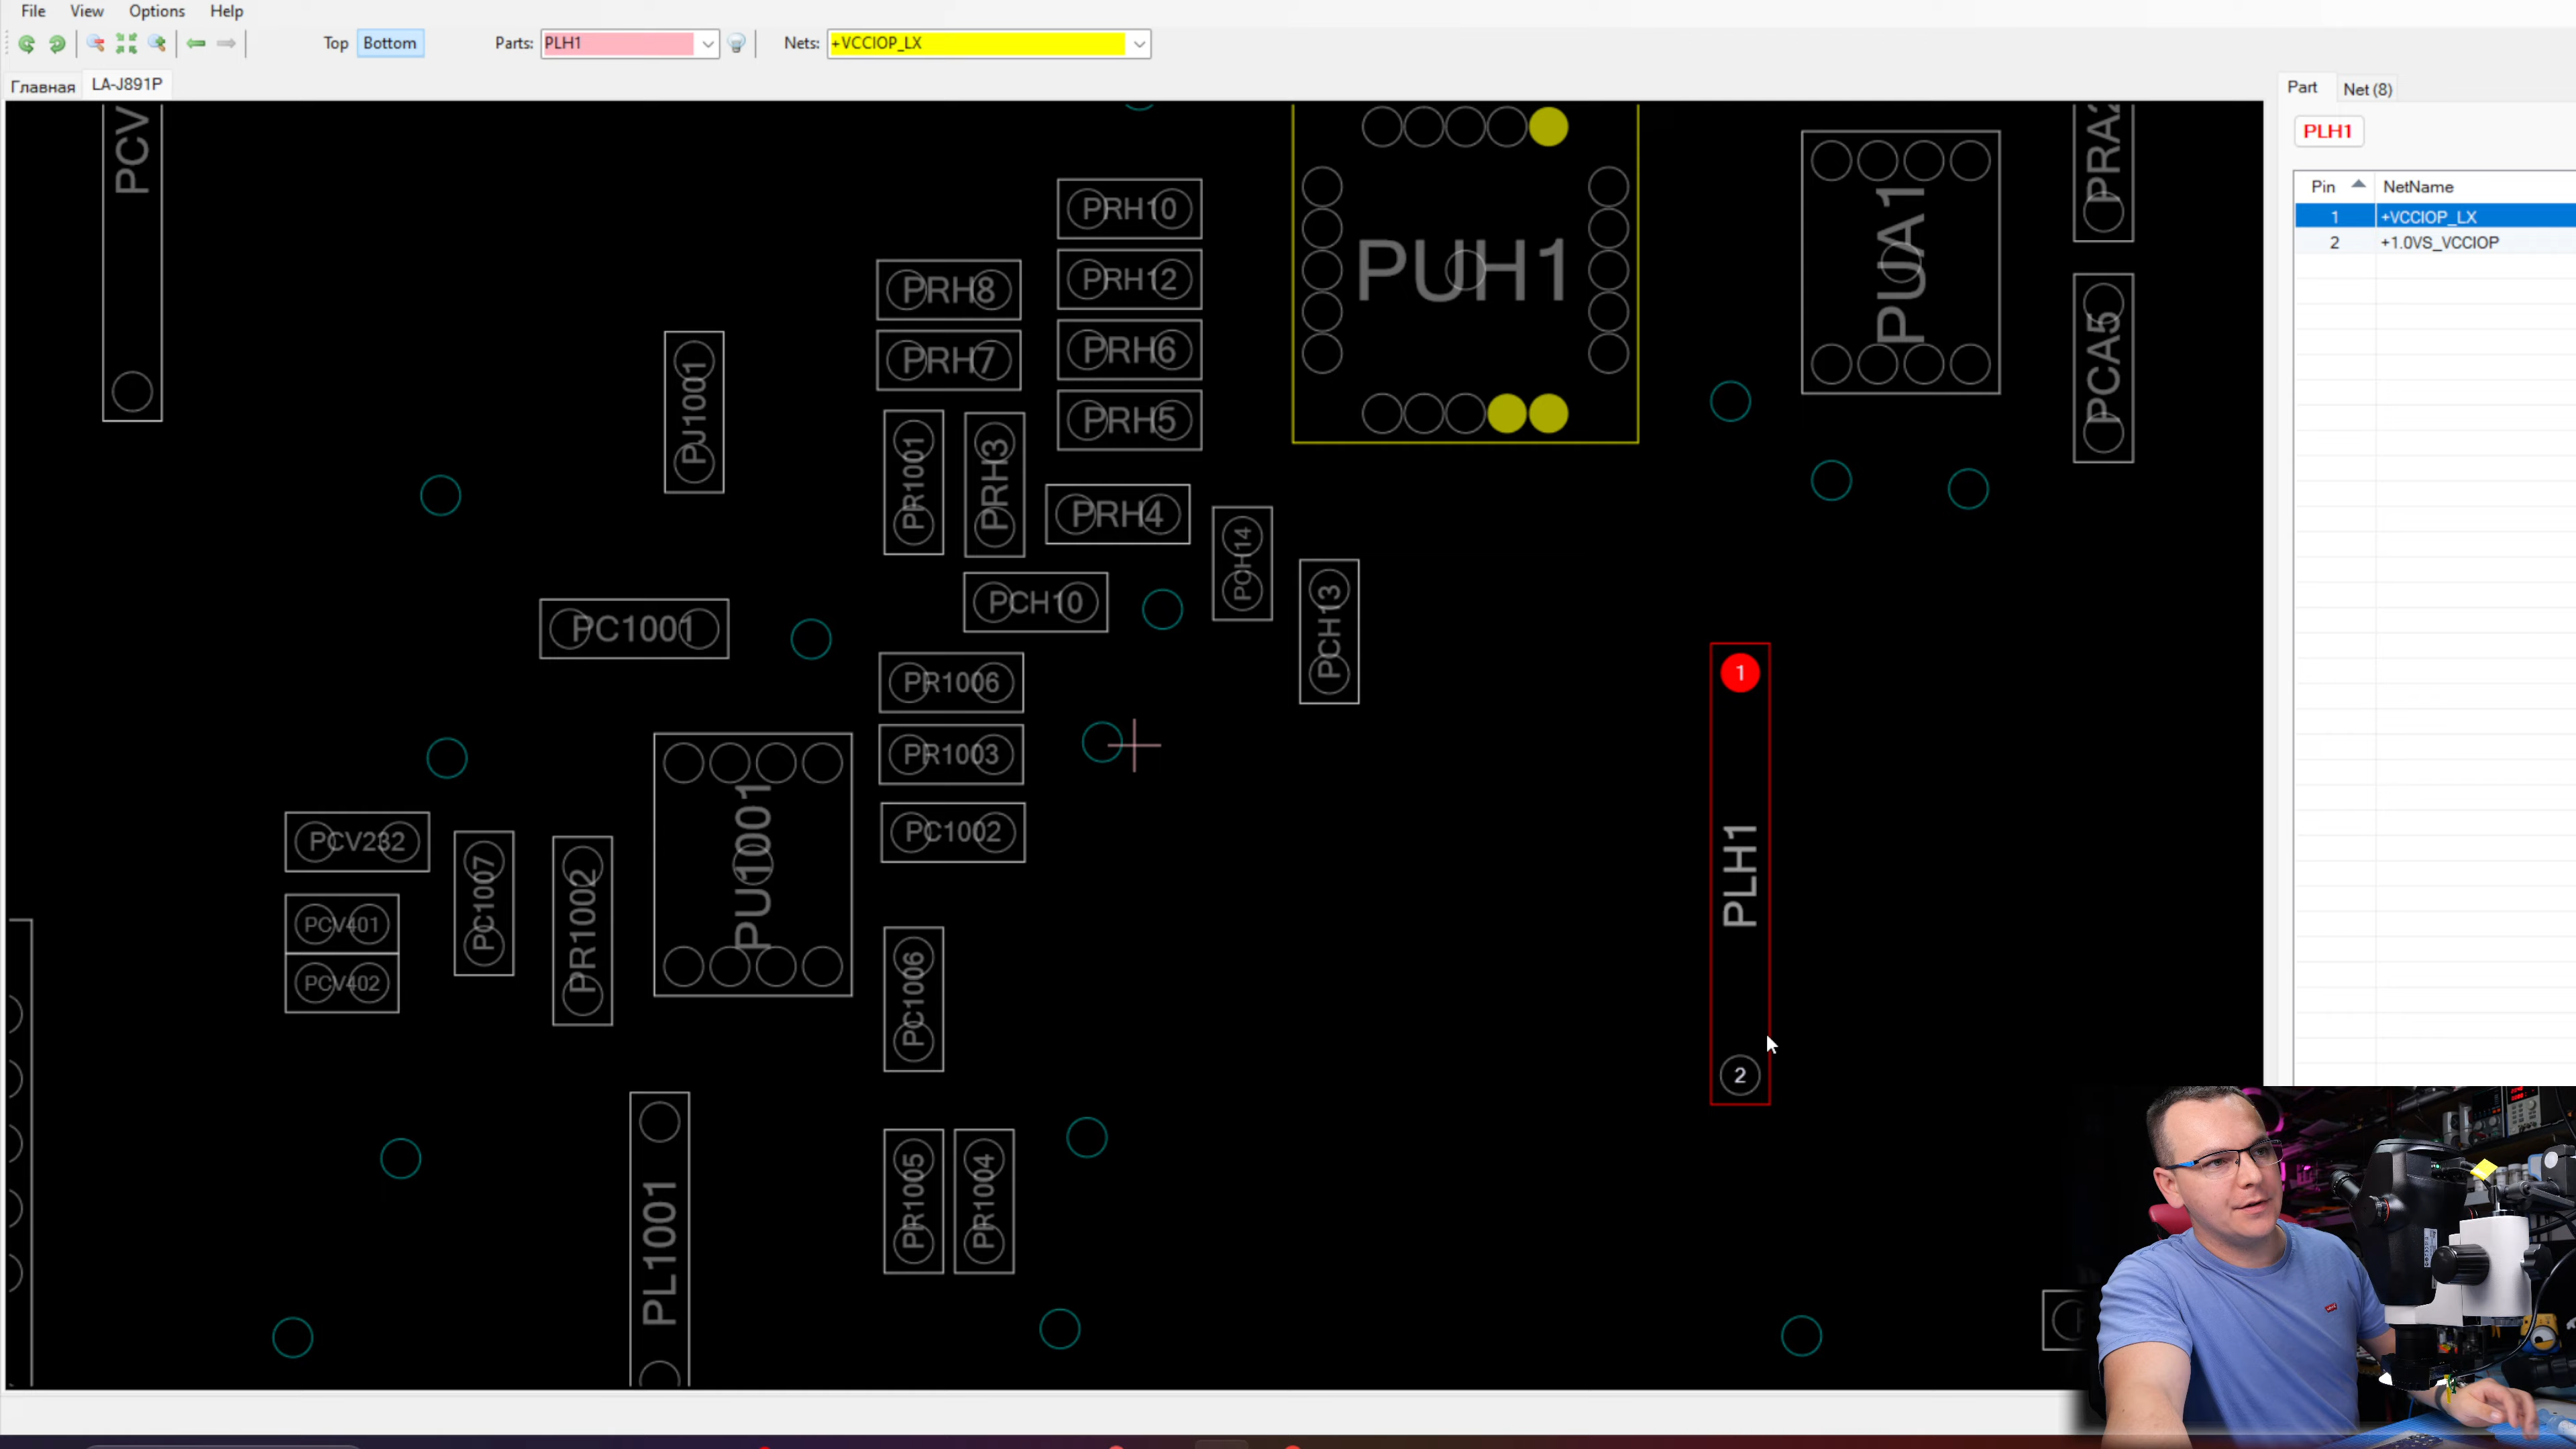 File View Options Help
Top Bottom Parts: PLH1 Nets: +VCCIOP_LX
Главная LA-J891P
Part Net (8)
PLH1
Pin NetName
1 +VCCIOP_LX
2 +1.0VS_VCCIOP
PCV
PRH10
PRH12
PRH6
PRH5
PRH8
PRH7
PJ1001
PR1001
PRH3
PRH4
PUH1
PUA1
PRA2
PCA5
PCH14
PCH13
PCH10
PC1001
PR1006
PR1003
PC1002
PU1001
PCV232
PCV401
PCV402
PC1007
PR1002
PC1006
1
PLH1
2
PL1001
PR1005
PR1004